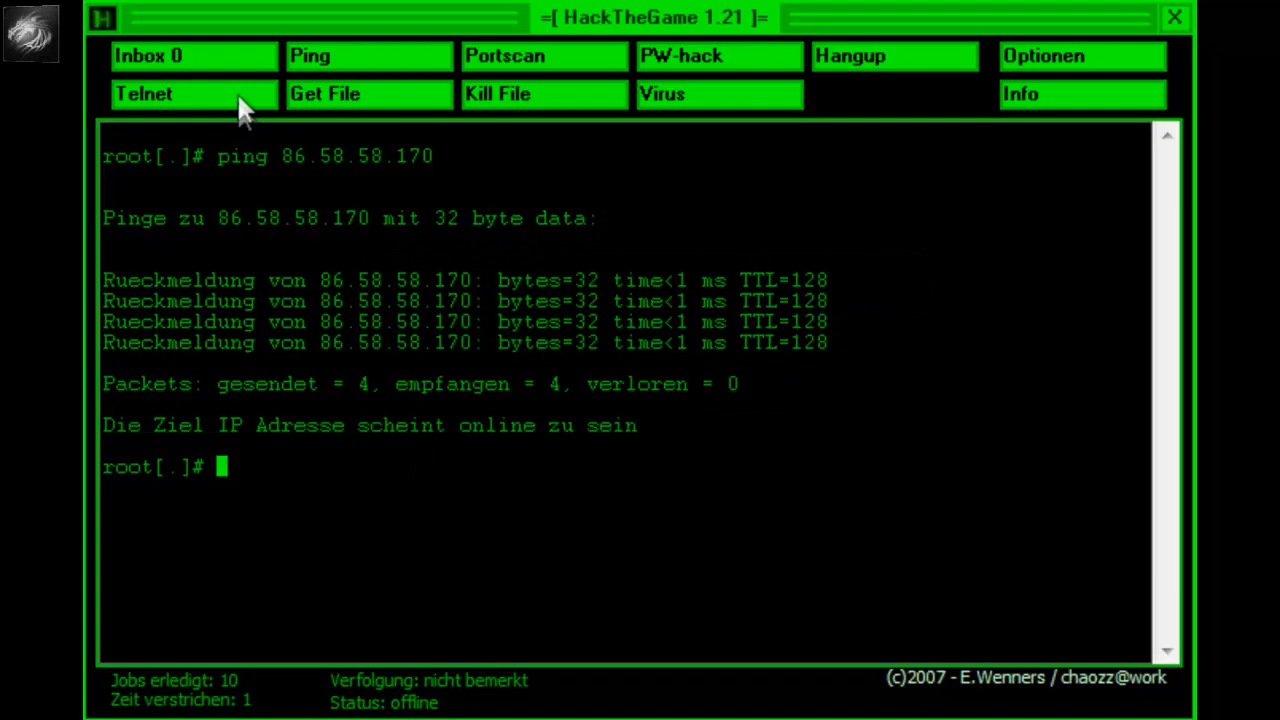 =[ HackTheGame 1.21 ]=
Inbox 0 Ping Portscan PW-hack Hangup Optionen
Telnet Get File Kill File Virus Info
root[.]# ping 86.58.58.170
Pinge zu 86.58.58.170 mit 32 byte data:
Rueckmeldung von 86.58.58.170: bytes=32 time<1 ms TTL=128
Rueckmeldung von 86.58.58.170: bytes=32 time<1 ms TTL=128
Rueckmeldung von 86.58.58.170: bytes=32 time<1 ms TTL=128
Rueckmeldung von 86.58.58.170: bytes=32 time<1 ms TTL=128
Packets: gesendet = 4, empfangen = 4, verloren = 0
Die Ziel IP Adresse scheint online zu sein
root[.]#
Jobs erledigt: 10 Verfolgung: nicht bemerkt (c)2007 - E.Wenners / chaozz@work
Zeit verstrichen: 1 Status: offline